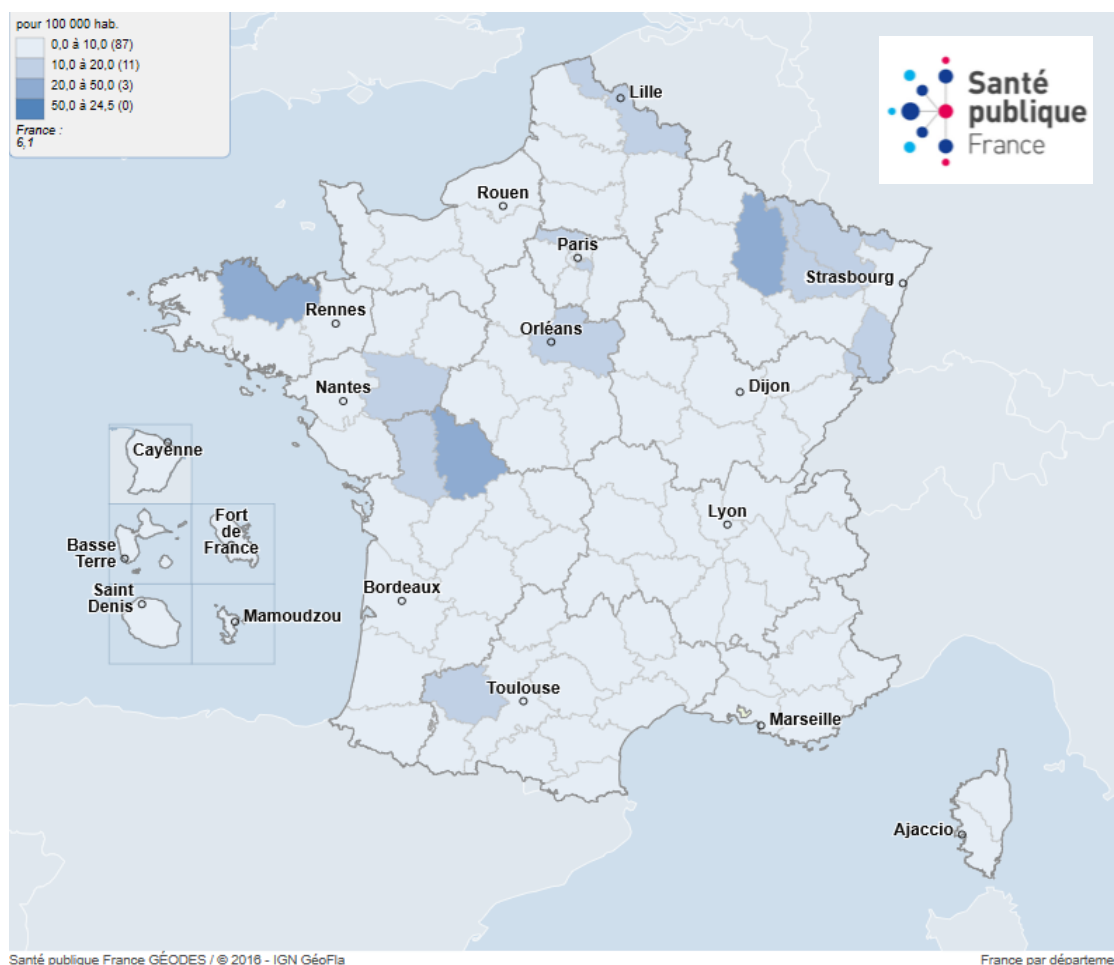 pour 100 000 hab.
0,0 à 10,0 (87)
10,0 à 20,0 (11)
20,0 à 50,0 (3)
50,0 à 24,5 (0)
France :
6,1
Santé
publique
France
Lille
Rouen
Paris
Strasbourg
Rennes
Orléans
Nantes
Dijon
Cayenne
Lyon
Fort
de
France
Basse
Terre
Saint
Denis
Bordeaux
Mamoudzou
Toulouse
Marseille
Ajaccio
Santé publique France GÉODES / © 2016 - IGN GéoFla
France par départeme